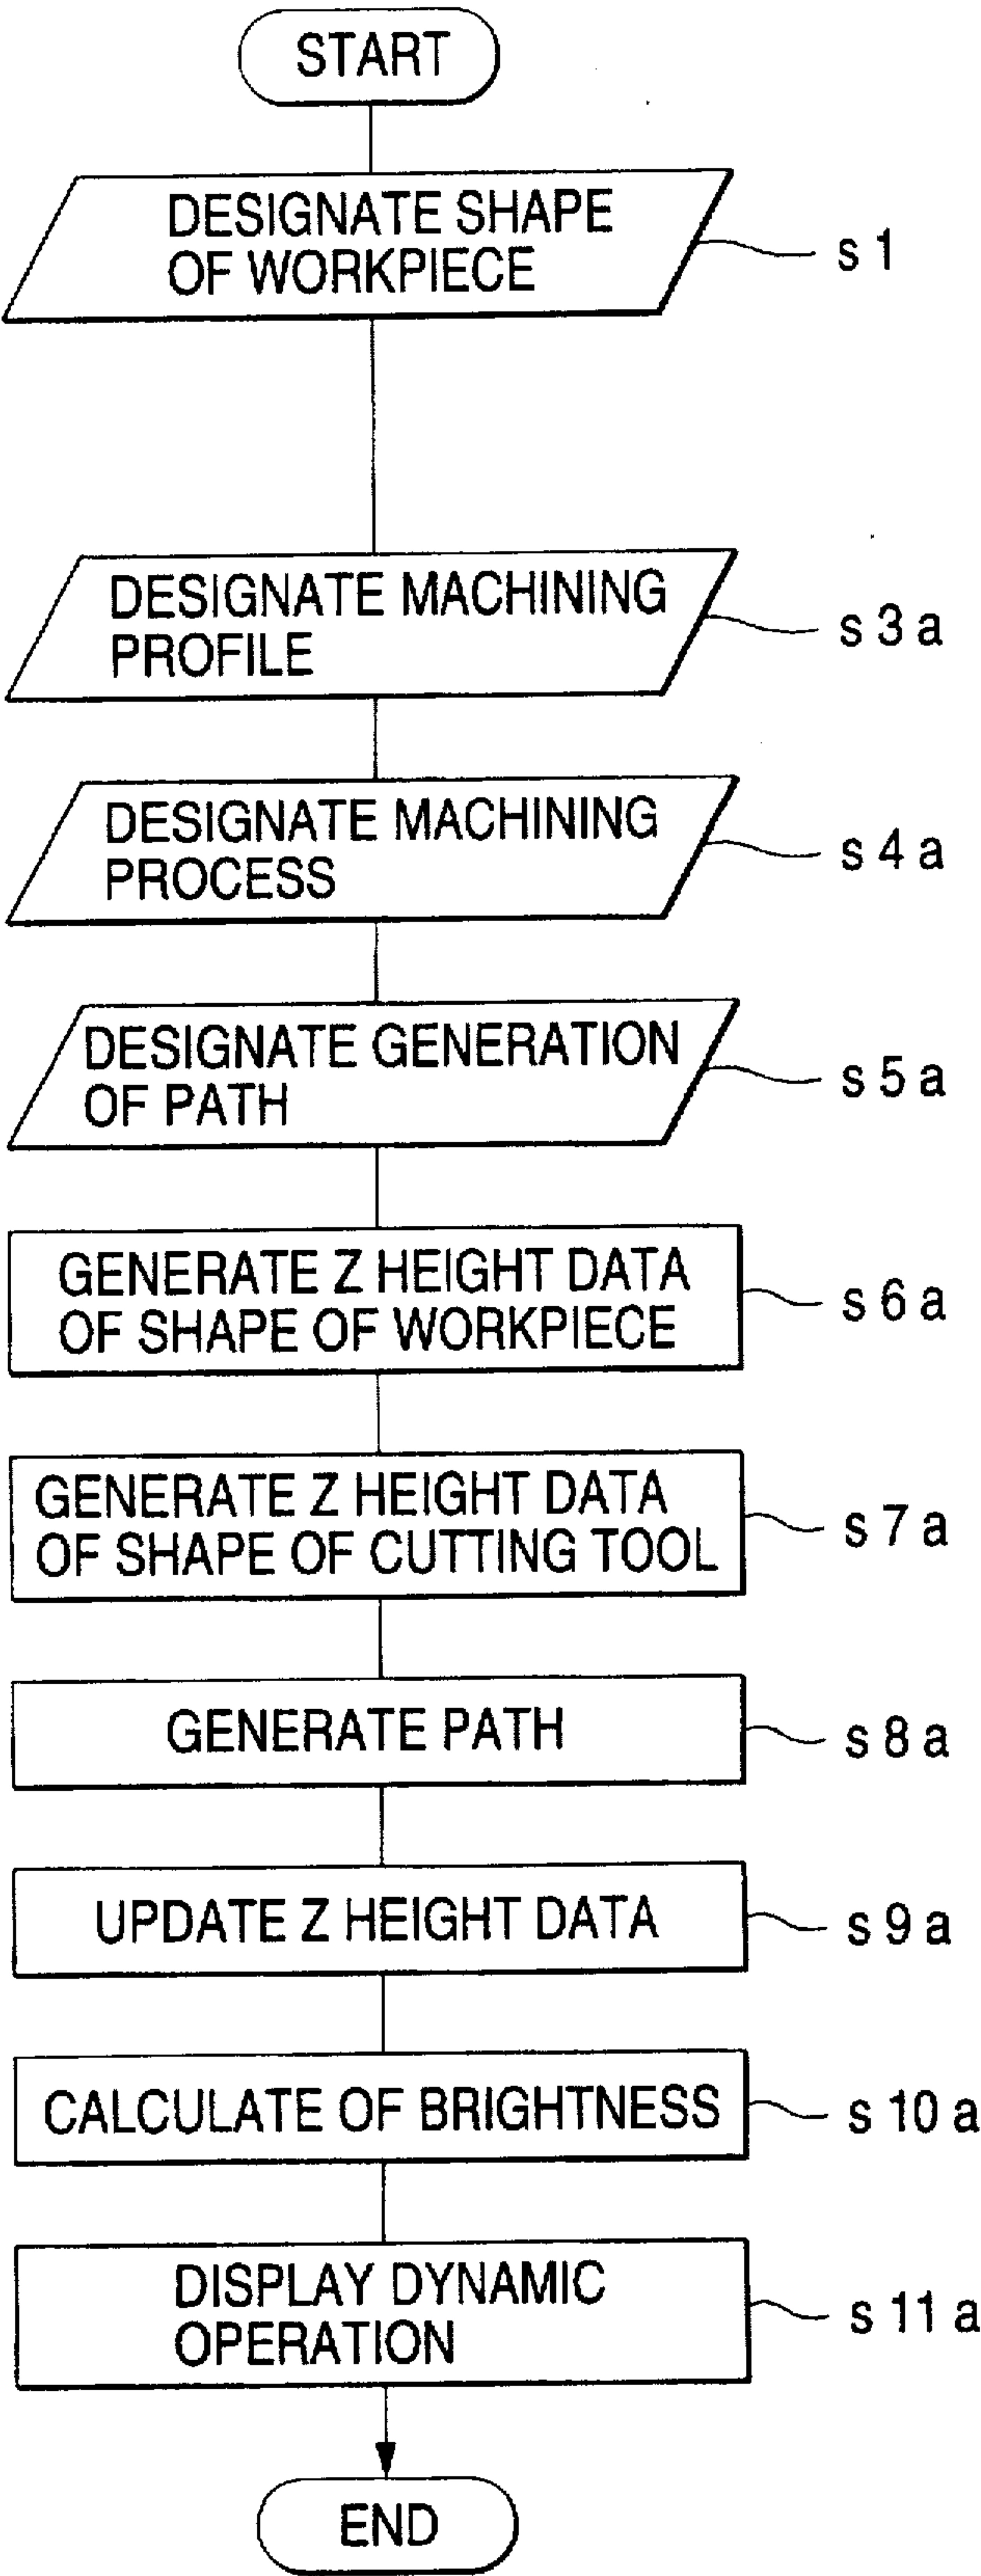 START
DESIGNATE SHAPE
OF WORKPIECE
s 1
DESIGNATE MACHINING
PROFILE
s 3 a
DESIGNATE MACHINING
PROCESS
s 4 a
DESIGNATE GENERATION
OF PATH
s 5 a
GENERATE Z HEIGHT DATA
OF SHAPE OF WORKPIECE
s 6 a
GENERATE Z HEIGHT DATA
OF SHAPE OF CUTTING TOOL
s 7 a
GENERATE PATH
s 8 a
UPDATE Z HEIGHT DATA
s 9 a
CALCULATE OF BRIGHTNESS
s 10 a
DISPLAY DYNAMIC
OPERATION
s 11 a
END